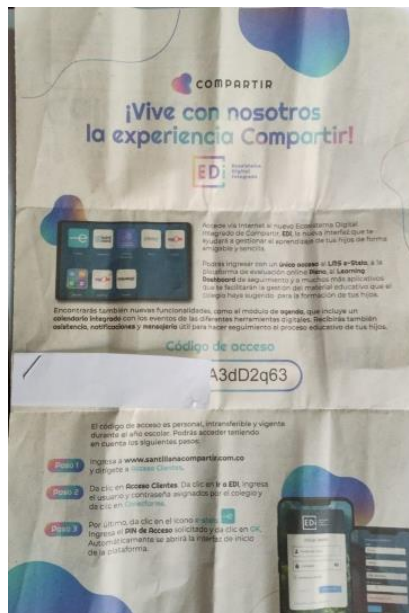 COMPARTIR
¡Vive con nosotros
la experiencia Compartir!
EDi Ecosistema
Digital
Integrado
Accede vía Internet al nuevo Ecosistema Digital
Integrado de Compartir, EDI, la nueva interfaz que te
ayudará a gestionar el aprendizaje de tus hijos de forma
amigable y sencilla.
Podrás ingresar con un único acceso al LMS e-Stela, a la
plataforma de evaluación online Pleno, al Learning
Dashboard de seguimiento y a muchos más aplicativos
que te facilitarán la gestión del material educativo que el
colegio haya sugerido para la formación de tus hijos.
Encontrarás también nuevas funcionalidades, como el módulo de agenda, que incluye un
calendario integrado con los eventos de las diferentes herramientas digitales. Recibirás también
asistencia, notificaciones y mensajería útil para hacer seguimiento al proceso educativo de tus hijos.
Código de acceso
A3dD2q63
El código de acceso es personal, intransferible y vigente
durante el año escolar. Podrás acceder teniendo
en cuenta los siguientes pasos:
Paso 1 Ingresa a www.santillanacompartir.com.co
y dirígete a Acceso Clientes.
Paso 2 Da clic en Acceso Clientes. Da clic en Ir a EDI, ingresa
el usuario y contraseña asignados por el colegio y
da clic en Conectarse.
Paso 3 Por último, da clic en el icono e-stela
Ingresa el PIN de Acceso solicitado y da clic en OK.
Automáticamente se abrirá la interfaz de inicio
de la plataforma.
EDi